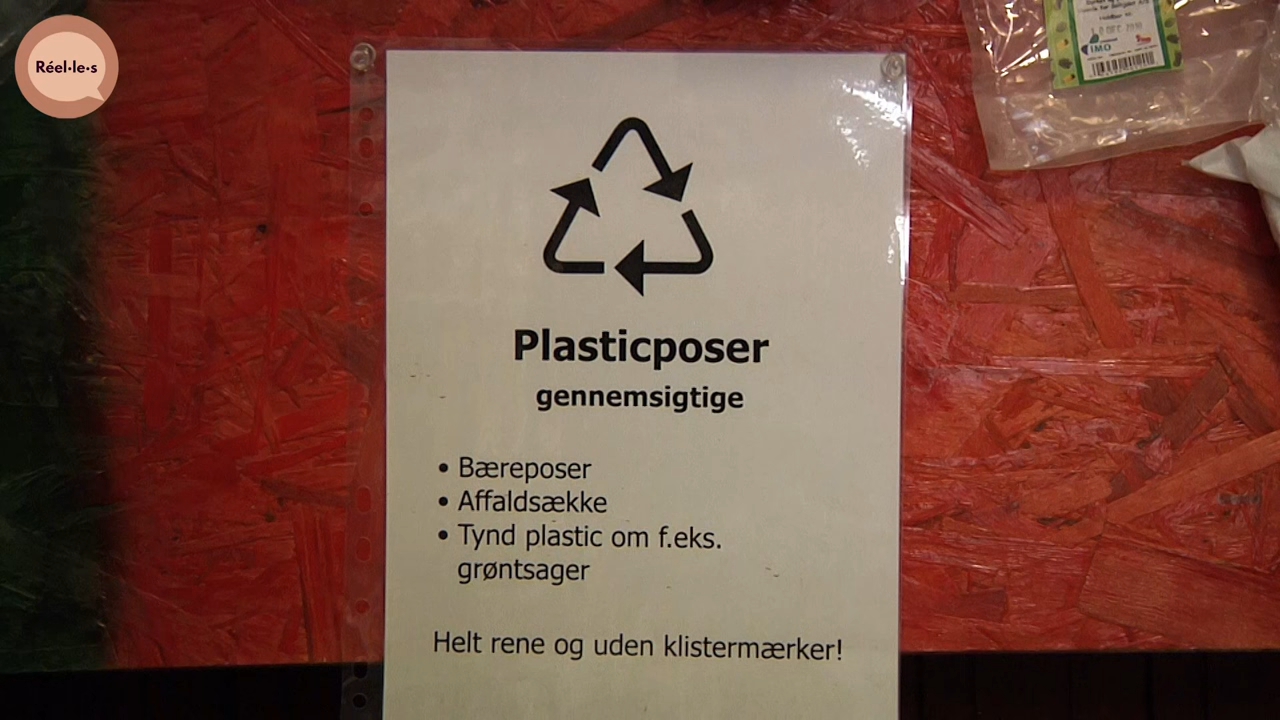 Réel·le·s
Plasticposer
gennemsigtige
• Bæreposer
• Affaldsække
• Tynd plastic om f.eks.
grøntsager
Helt rene og uden klistermærker!
IMO